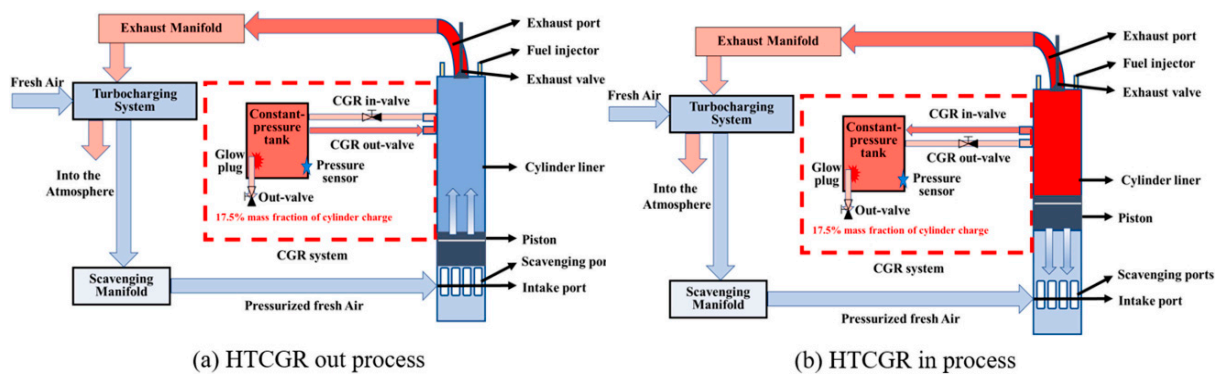 Exhaust Manifold
Exhaust port
Fuel injector
Exhaust valve
Fresh Air
Turbocharging
System
CGR in-valve
Constant-
pressure
tank
CGR out-valve
Glow
plug
Pressure
sensor
Out-valve
Into the
Atmosphere
17.5% mass fraction of cylinder charge
Cylinder liner
Piston
CGR system
Scavenging por
Scavenging
Manifold
Intake port
Pressurized fresh Air
(a) HTCGR out process
Exhaust Manifold
Exhaust port
Fuel injector
Exhaust valve
Fresh Air
Turbocharging
System
CGR in-valve
Constant-
pressure
tank
CGR out-valve
Glow
plug
Pressure
sensor
Out-valve
Into the
Atmosphere
17.5% mass fraction of cylinder charge
Cylinder liner
Piston
CGR system
Scavenging ports
Scavenging
Manifold
Intake port
Pressurized fresh Air
(b) HTCGR in process